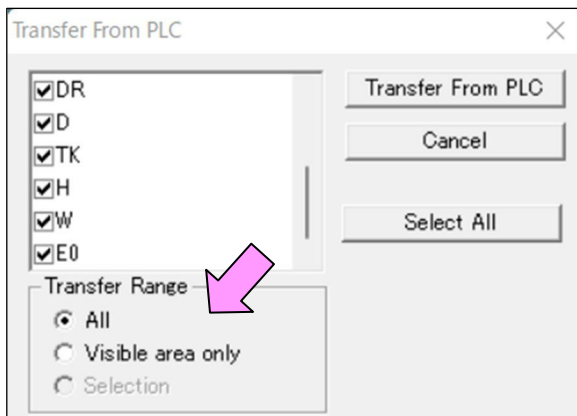 Transfer From PLC
DR
D
TK
H
W
E0
Transfer From PLC
Cancel
Select All
Transfer Range
All
Visible area only
Selection